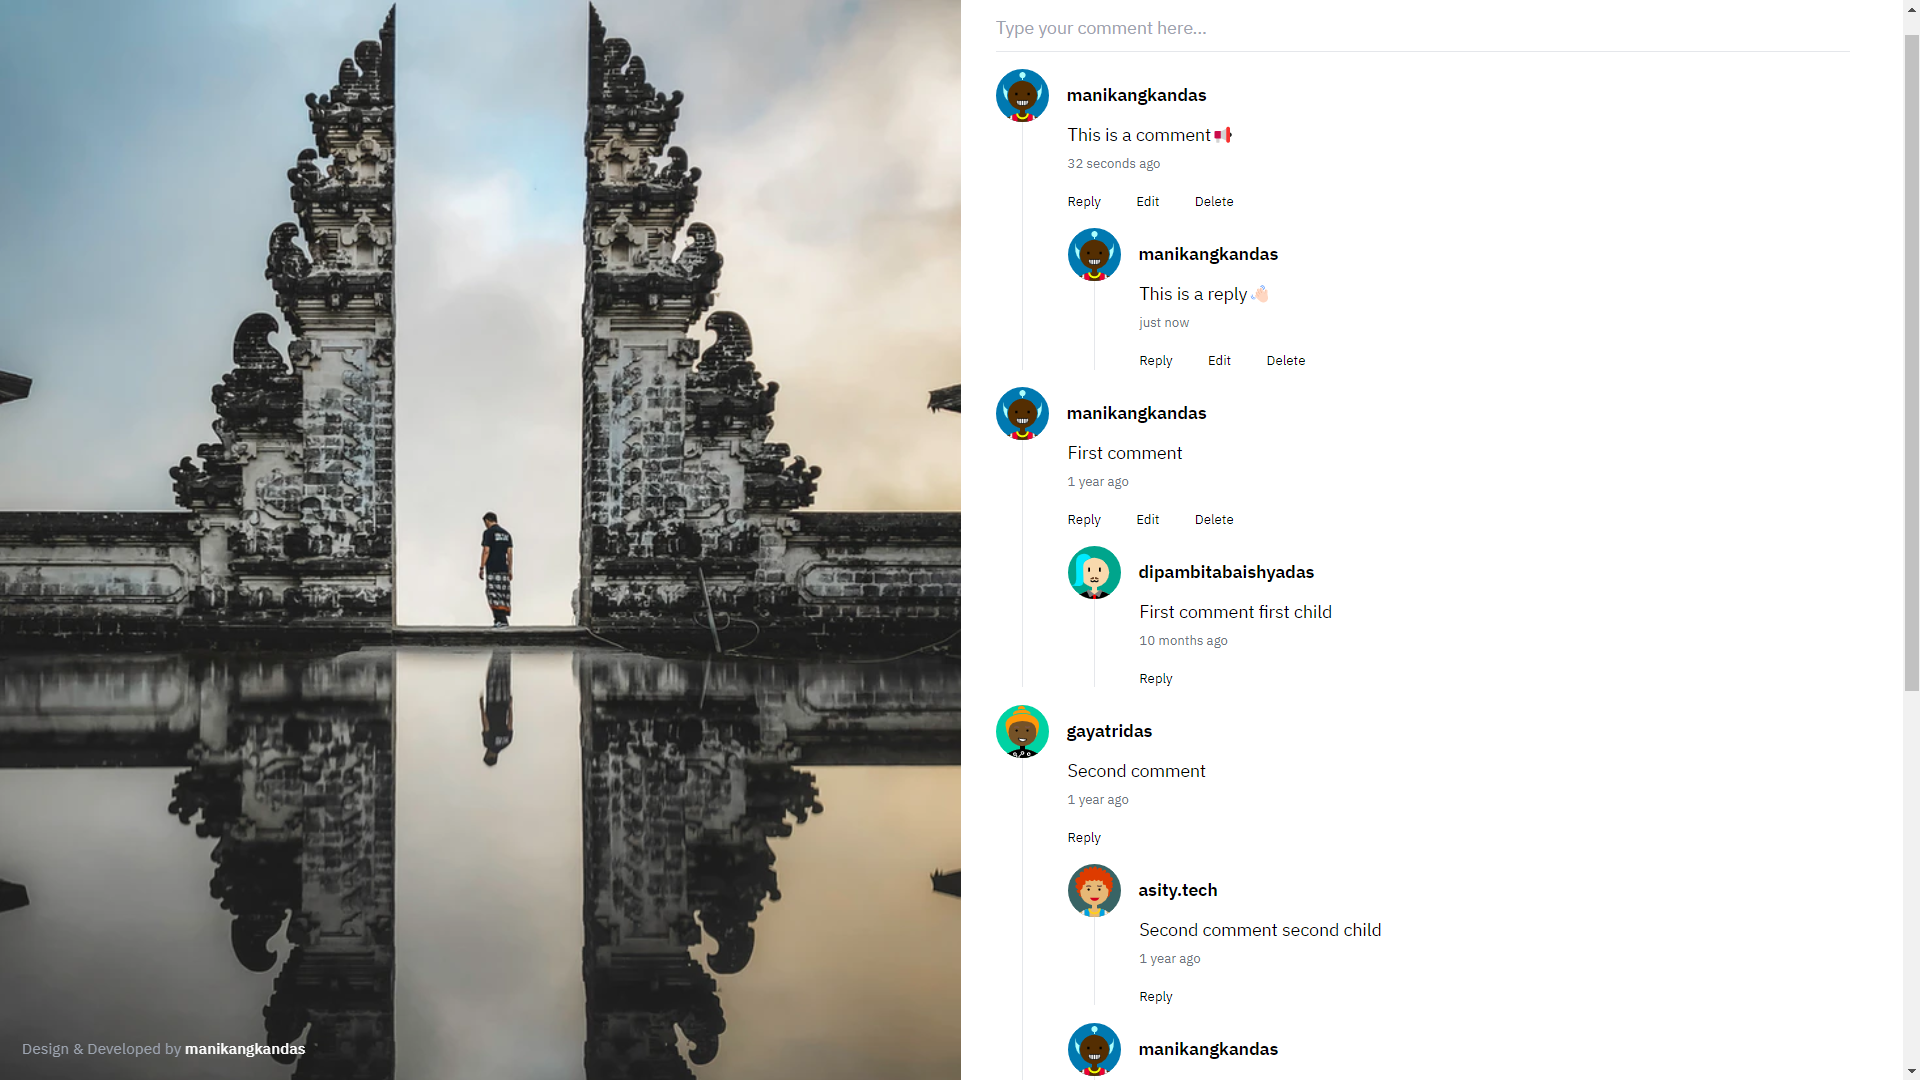 Type your comment here...
manikangkandas
This is a comment📢
32 seconds ago
Reply Edit Delete
manikangkandas
This is a reply👋🏻
just now
Reply Edit Delete
manikangkandas
First comment
1 year ago
Reply Edit Delete
dipambitabaishyadas
First comment first child
10 months ago
Reply
gayatridas
Second comment
1 year ago
Reply
asity.tech
Second comment second child
1 year ago
Reply
manikangkandas
Design & Developed by manikangkandas